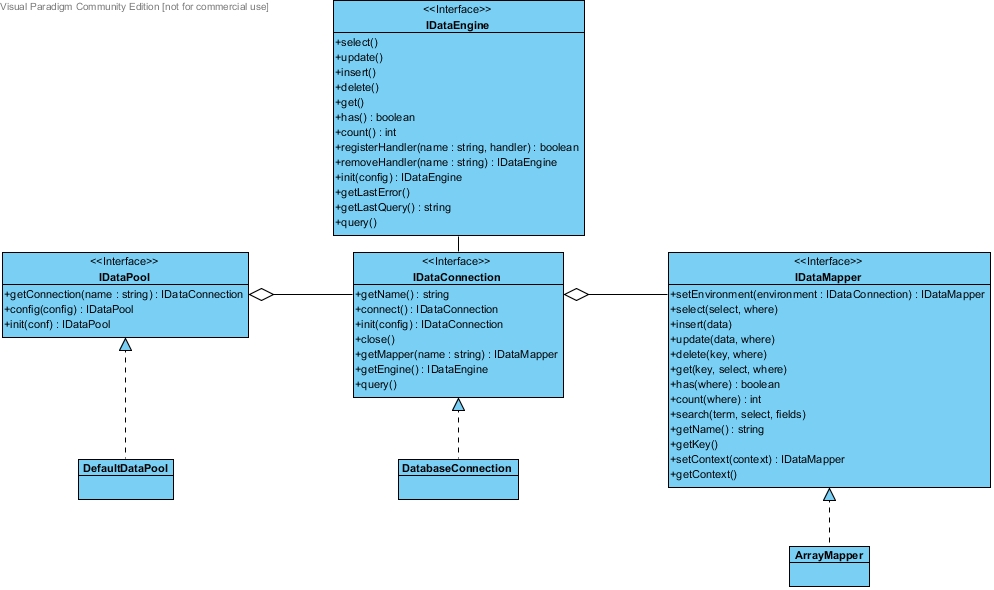 Visual Paradigm Community Edition [not for commercial use]
<<Interface>>
IDataEngine
+select()
+update()
+insert()
+delete()
+get()
+has() : boolean
+count() : int
+registerHandler(name : string, handler) : boolean
+removeHandler(name : string) : IDataEngine
+init(config) : IDataEngine
+getLastError()
+getLastQuery() : string
+query()
<<Interface>>
IDataPool
+getConnection(name : string) : IDataConnection
+config(config) : IDataPool
+init(conf) : IDataPool
<<Interface>>
IDataConnection
+getName() : string
+connect() : IDataConnection
+init(config) : IDataConnection
+close()
+getMapper(name : string) : IDataMapper
+getEngine() : IDataEngine
+query()
<<Interface>>
IDataMapper
+setEnvironment(environment : IDataConnection) : IDataMapper
+select(select, where)
+insert(data)
+update(data, where)
+delete(key, where)
+get(key, select, where)
+has(where) : boolean
+count(where) : int
+search(term, select, fields)
+getName() : string
+getKey()
+setContext(context) : IDataMapper
+getContext()
DefaultDataPool
DatabaseConnection
ArrayMapper